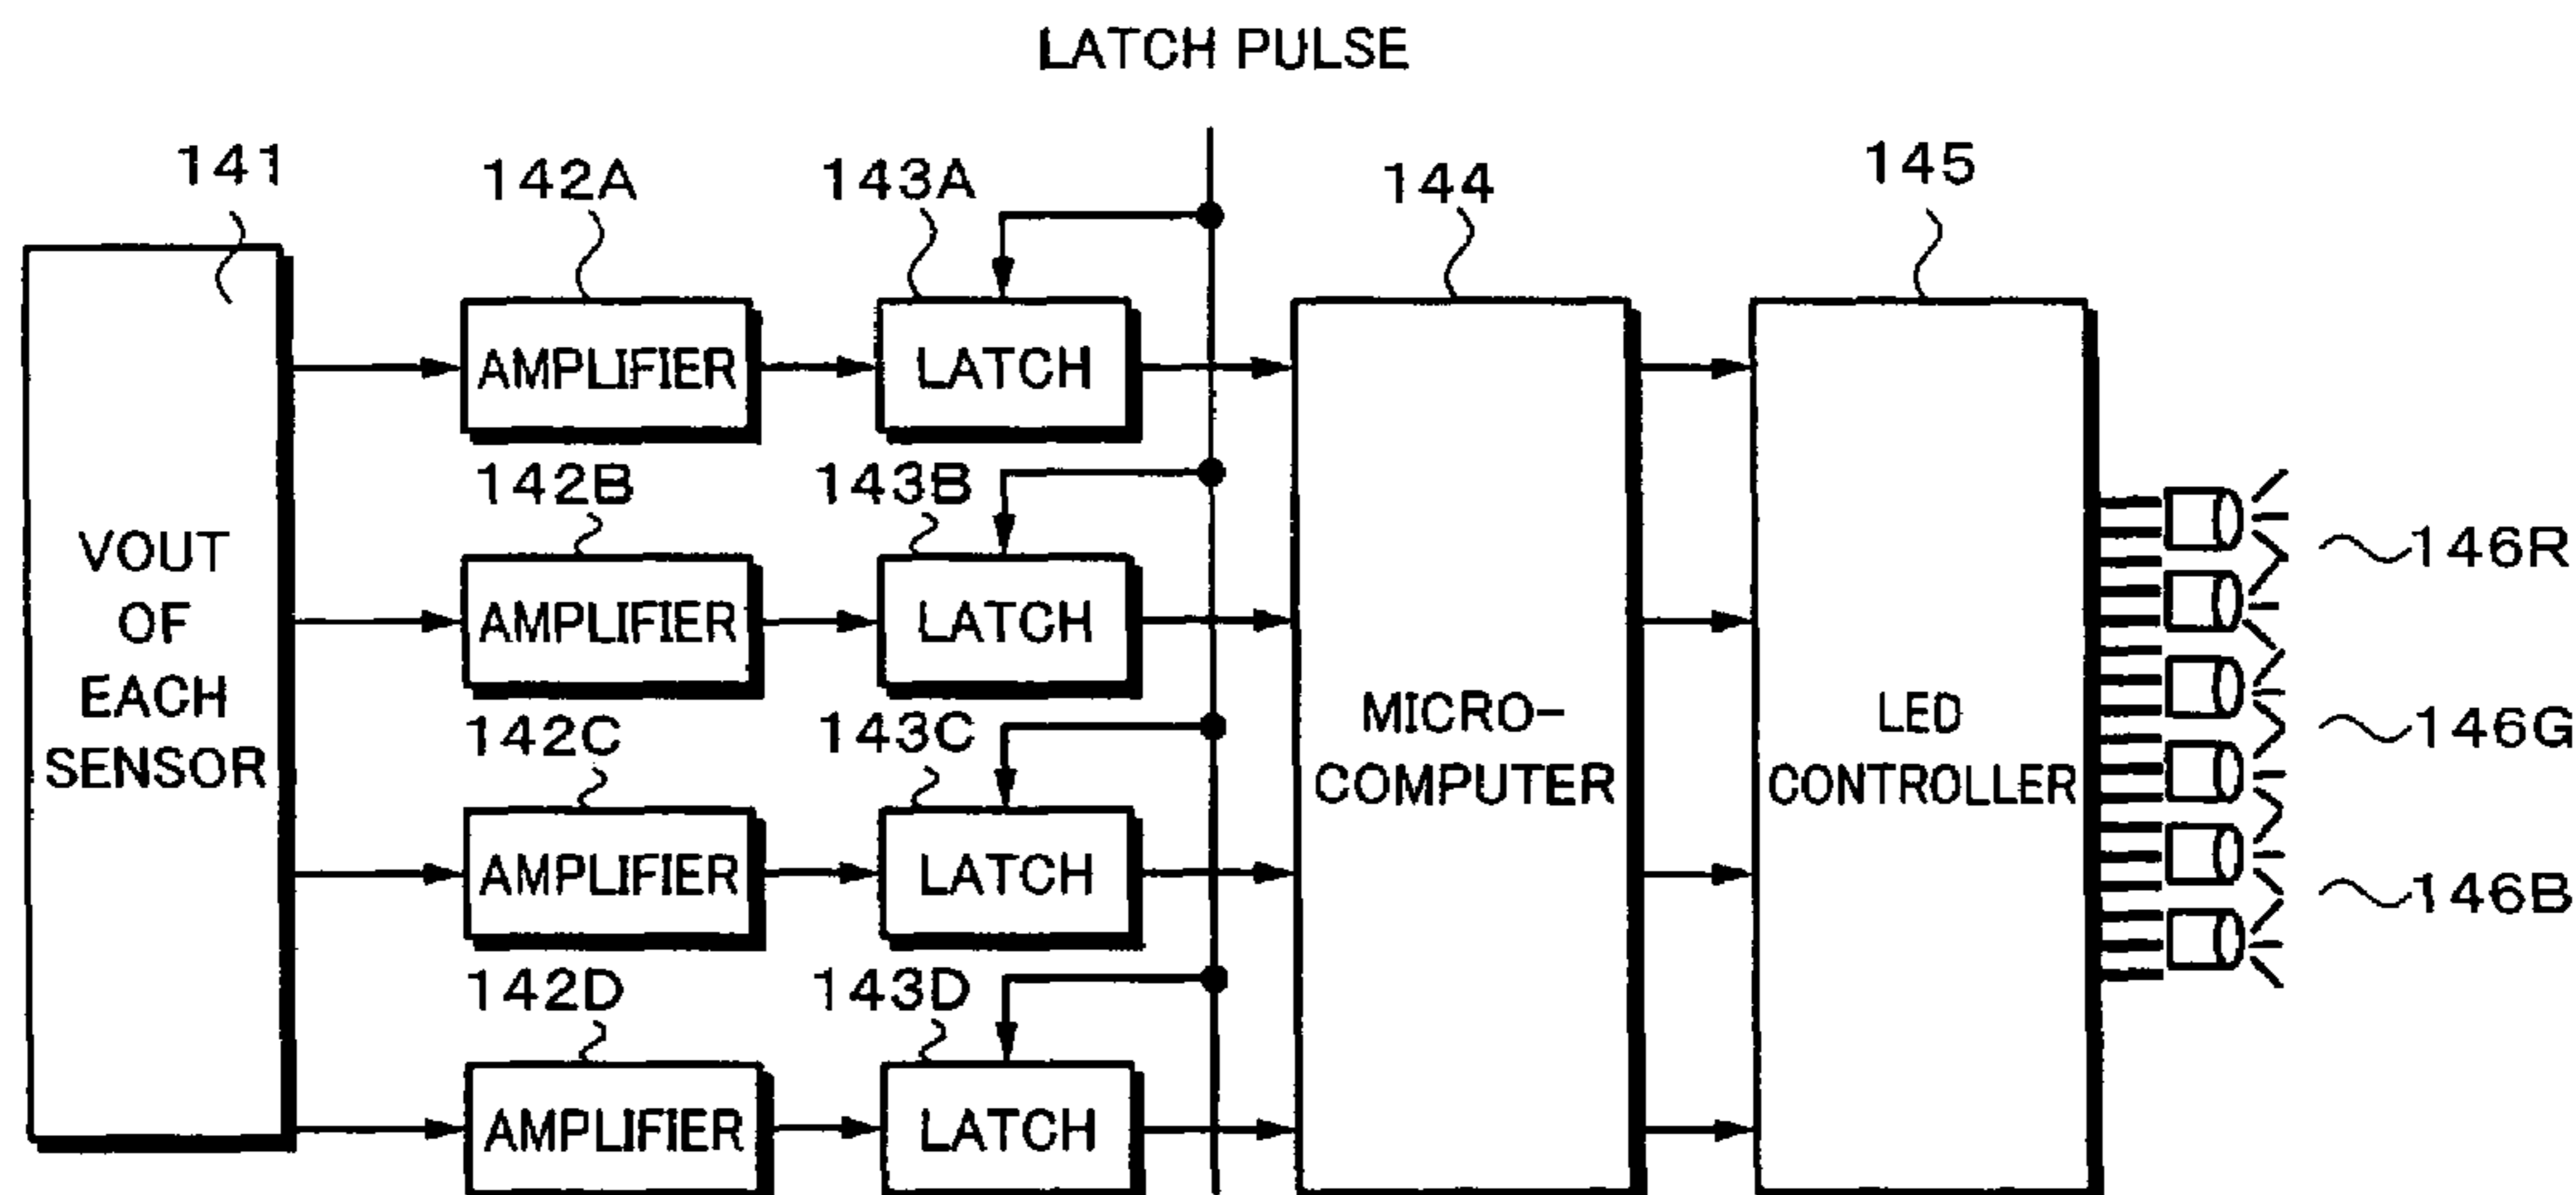 LATCH PULSE
141
142A
143A
144
145
AMPLIFIER
LATCH
142B
143B
146R
VOUT
OF
EACH
SENSOR
AMPLIFIER
LATCH
142C
143C
MICRO-
COMPUTER
LED
CONTROLLER
146G
AMPLIFIER
LATCH
146B
142D
143D
AMPLIFIER
LATCH